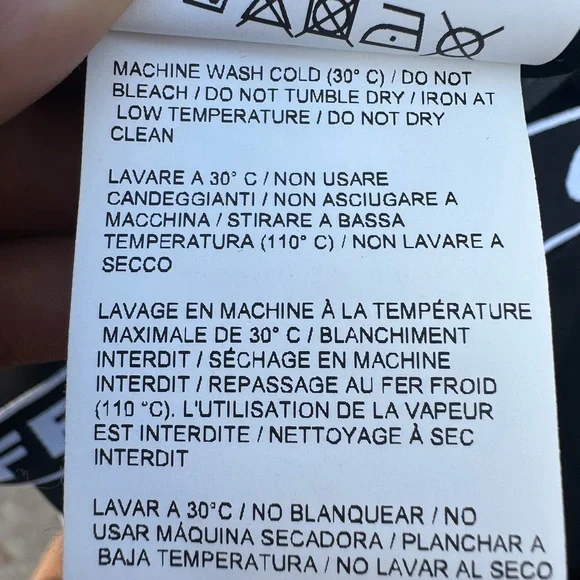 MACHINE WASH COLD (30° C) / DO NOT
BLEACH / DO NOT TUMBLE DRY / IRON AT
LOW TEMPERATURE / DO NOT DRY
CLEAN
LAVARE A 30° C / NON USARE
CANDEGGIANTI / NON ASCIUGARE A
MACCHINA / STIRARE A BASSA
TEMPERATURA (110° C) / NON LAVARE A
SECCO
LAVAGE EN MACHINE À LA TEMPÉRATURE
MAXIMALE DE 30° C / BLANCHIMENT
INTERDIT / SÉCHAGE EN MACHINE
INTERDIT / REPASSAGE AU FER FROID
(110 °C). L'UTILISATION DE LA VAPEUR
EST INTERDITE / NETTOYAGE À SEC
INTERDIT
LAVAR A 30°C / NO BLANQUEAR / NO
USAR MÁQUINA SECADORA / PLANCHAR A
BAJA TEMPERATURA / NO LAVAR AL SECO